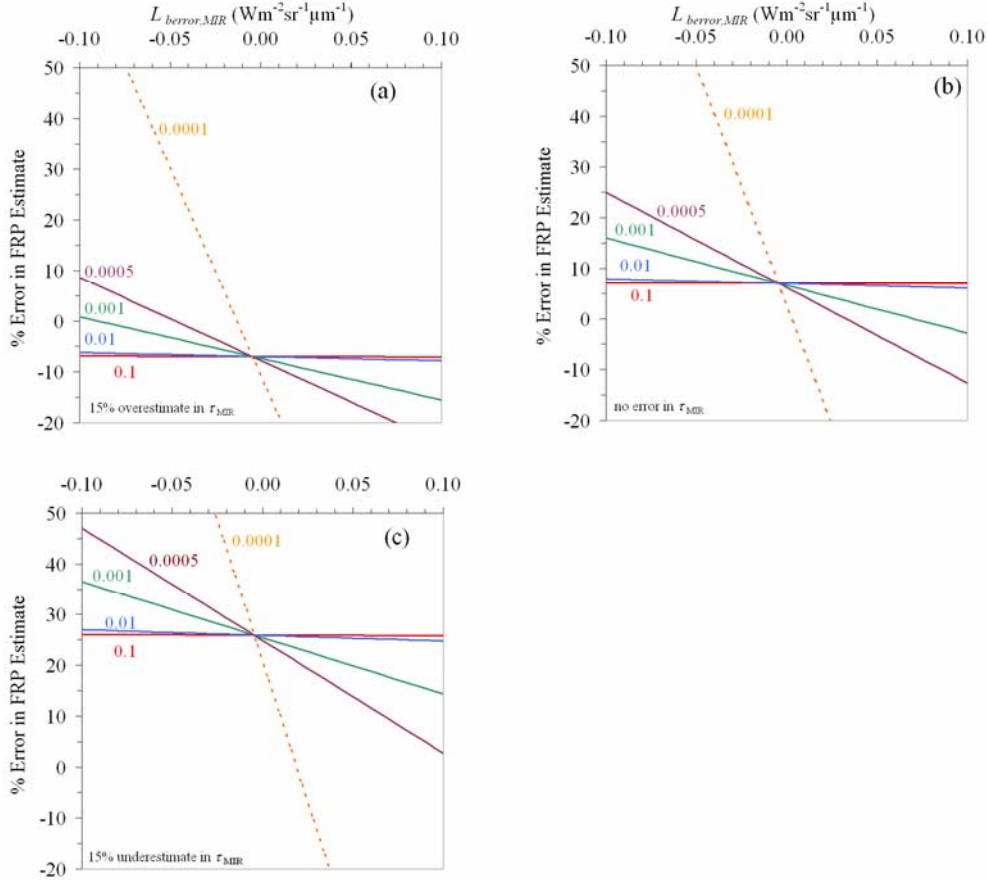 L berror,MIR (Wm⁻²sr⁻¹µm⁻¹)
-0.10 -0.05 0.00 0.05 0.10
(a)
% Error in FRP Estimate
50
40
30
20
10
0
-10
-20
0.0001
0.0005
0.001
0.01
0.1
15% overestimate in τMIR
L berror,MIR (Wm⁻²sr⁻¹µm⁻¹)
-0.10 -0.05 0.00 0.05 0.10
(b)
% Error in FRP Estimate
50
40
30
20
10
0
-10
-20
0.0001
0.0005
0.001
0.01
0.1
no error in τMIR
-0.10 -0.05 0.00 0.05 0.10
(c)
% Error in FRP Estimate
50
40
30
20
10
0
-10
-20
0.0001
0.0005
0.001
0.01
0.1
15% underestimate in τMIR